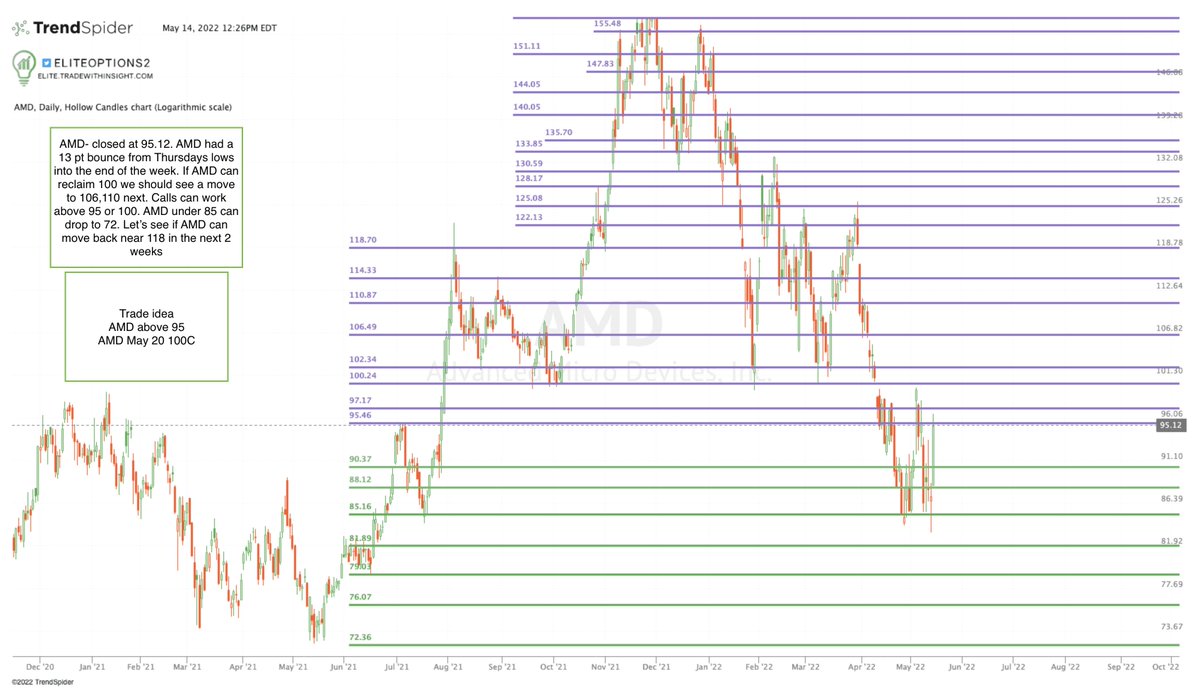 TrendSpider
May 14, 2022 12:26PM EDT
ELITEOPTIONS2
ELITE.TRADEWITHINSIGHT.COM
AMD, Daily, Hollow Candles chart (Logarithmic scale)
AMD- closed at 95.12. AMD had a
13 pt bounce from Thursdays lows
into the end of the week. If AMD can
reclaim 100 we should see a move
to 106,110 next. Calls can work
above 95 or 100. AMD under 85 can
drop to 72. Let's see if AMD can
move back near 118 in the next 2
weeks
Trade idea
AMD above 95
AMD May 20 100C
155.48
151.11
147.83
144.05
140.05
135.70
133.85
130.59
128.17
125.08
122.13
118.70
114.33
110.87
106.49
102.34
100.24
97.17
95.46
90.37
88.12
85.16
81.89
79.03
76.07
72.36
AMD
Advanced Micro Devices, Inc.
146.08
139.28
132.08
125.26
118.78
112.64
106.82
101.30
96.06
95.12
91.10
86.39
81.92
77.69
73.67
Dec '20
Jan '21
Feb '21
Mar '21
Apr '21
May '21
Jun '21
Jul '21
Aug '21
Sep '21
Oct '21
Nov '21
Dec '21
Jan '22
Feb '22
Mar '22
Apr '22
May '22
Jun '22
Jul '22
Aug '22
Sep '22
Oct '22
©2022 TrendSpider